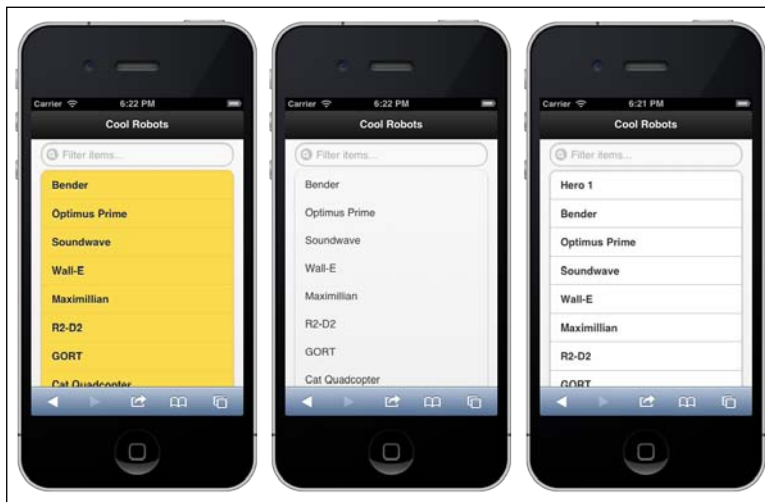 Carrier 6:22 PM
Cool Robots
Filter items...
Bender
Optimus Prime
Soundwave
Wall-E
Maximillian
R2-D2
GORT
Cat Quadcopter
Carrier 6:22 PM
Cool Robots
Filter items...
Bender
Optimus Prime
Soundwave
Wall-E
Maximillian
R2-D2
GORT
Cat Quadcopter
Carrier 6:21 PM
Cool Robots
Filter items...
Hero 1
Bender
Optimus Prime
Soundwave
Wall-E
Maximillian
R2-D2
GORT